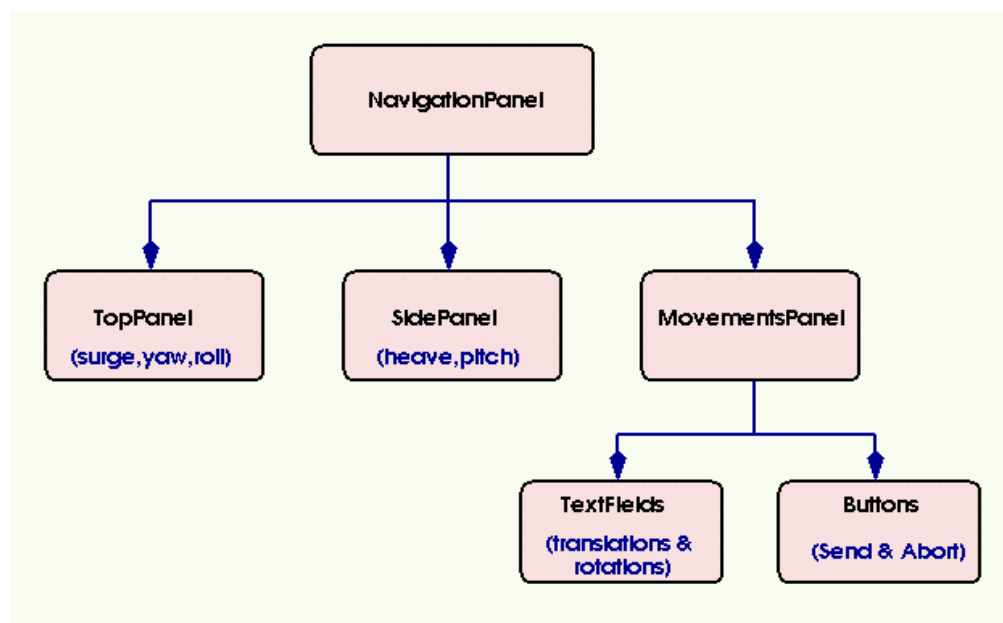 NavigationPanel
TopPanel
(surge,yaw,roll)
SidePanel
(heave,pitch)
MovementsPanel
TextFields
(translations &
rotations)
Buttons
(Send & Abort)